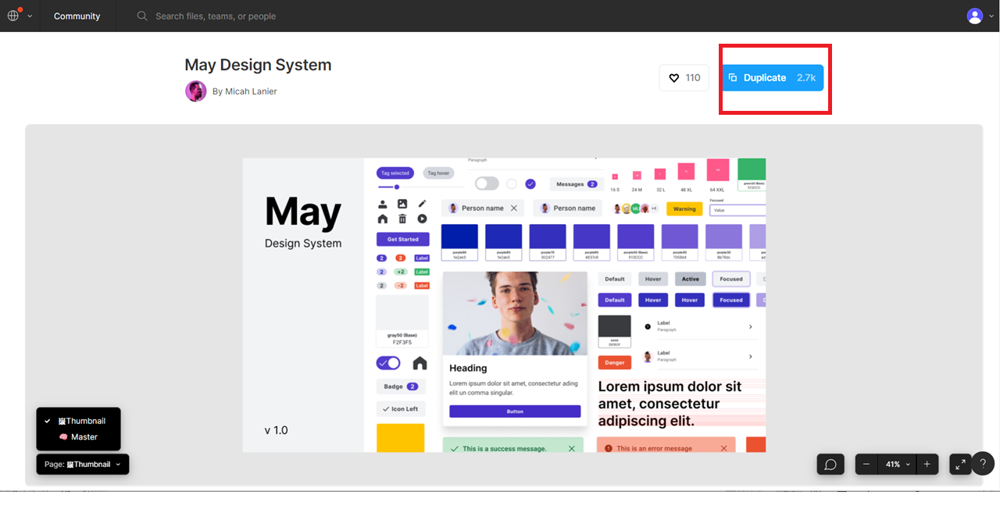 Community
Search files, teams, or people
May Design System
By Micah Lanier
110
Duplicate 2.7k
May
Design System
v 1.0
Tag selected Tag hover
Paragraph
Messages 2
16 S 24 M 32 L 48 XL 64 XXL
gray50 (Base)
513CCC
Person name
Person name
+4
Warning
Focused
Value
Get Started
2 2 Label
2 +2 Label
2 -2 Label
gray50 (Base)
F2F3F5
Badge 2
Icon Left
Heading
Lorem ipsum dolor sit amet, consectetur ading
elit un comma singular.
Button
This is a success message.
Default Hover Active Focused
Default Hover Hover Focused
Label
Paragraph
Label
Paragraph
Danger
Lorem ipsum dolor sit
amet, consectetur
adipiscing elit.
This is an error message
Thumbnail
Master
Page: Thumbnail
41%
?